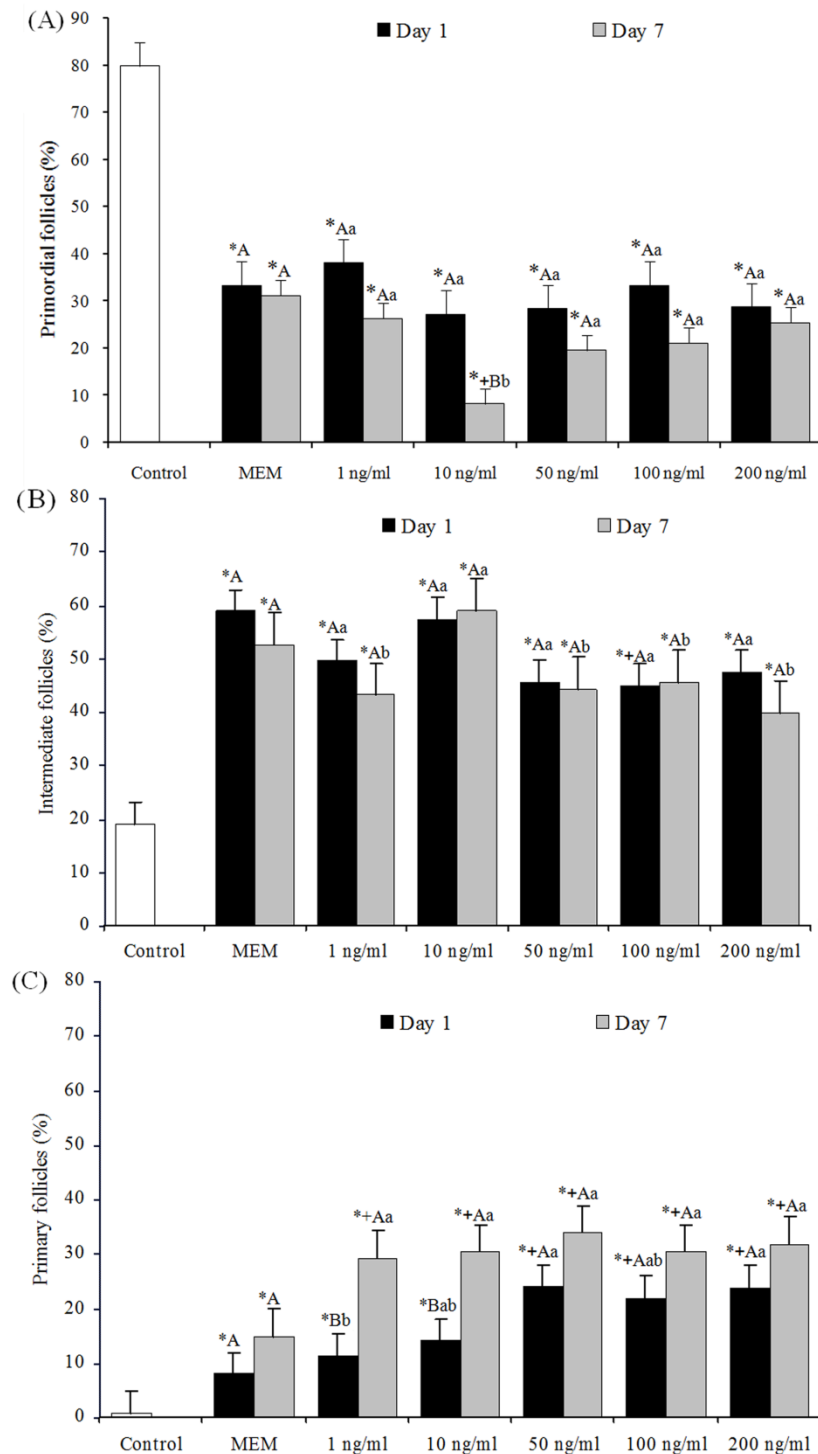 (A)
Day 1 Day 7
Primordial follicles (%)
90
80
70
60
50
40
30
20
10
0
*A *A *Aa *Aa *Aa *+Bb *Aa *Aa *Aa *Aa *Aa *Aa
Control MEM 1 ng/ml 10 ng/ml 50 ng/ml 100 ng/ml 200 ng/ml
(B)
Day 1 Day 7
Intermediate follicles (%)
80
70
60
50
40
30
20
10
0
*A *A *Aa *Ab *Aa *Aa *Aa *Ab *+Aa *Ab *Aa *Ab
Control MEM 1 ng/ml 10 ng/ml 50 ng/ml 100 ng/ml 200 ng/ml
(C)
Day 1 Day 7
Primary follicles (%)
80
70
60
50
40
30
20
10
0
*A *A *Bb *+Aa *Bab *+Aa *+Aa *+Aa *+Aab *+Aa *+Aa *+Aa
Control MEM 1 ng/ml 10 ng/ml 50 ng/ml 100 ng/ml 200 ng/ml